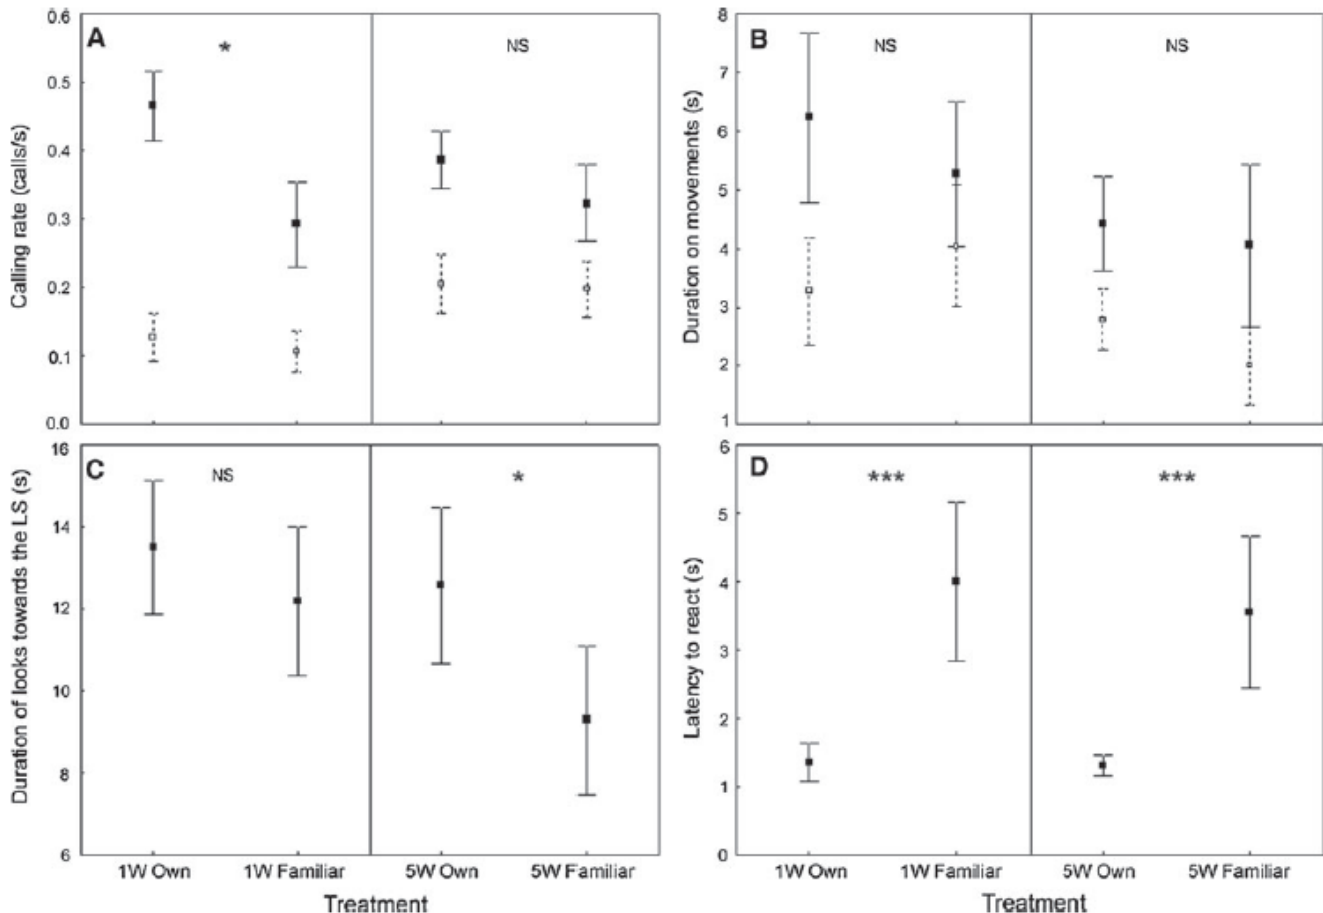 A
*
NS
Calling rate (calls/s)
0.6
0.5
0.4
0.3
0.2
0.1
0.0
B
NS
NS
Duration on movements (s)
8
7
6
5
4
3
2
1
C
NS
*
Duration of looks towards the LS (s)
16
14
12
10
8
6
1W Own
1W Familiar
5W Own
5W Familiar
Treatment
D
***
***
Latency to react (s)
6
5
4
3
2
1
0
1W Own
1W Familiar
5W Own
5W Familiar
Treatment